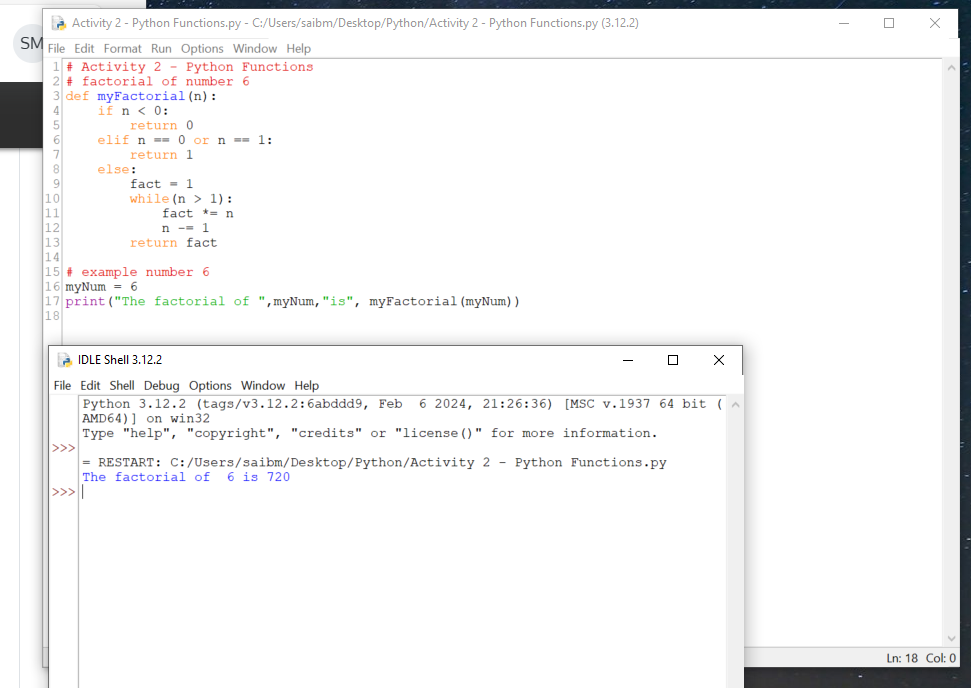 SM
Activity 2 - Python Functions.py - C:/Users/saibm/Desktop/Python/Activity 2 - Python Functions.py (3.12.2)
File Edit Format Run Options Window Help
1 # Activity 2 - Python Functions
2 # factorial of number 6
3 def myFactorial(n):
4     if n < 0:
5         return 0
6     elif n == 0 or n == 1:
7         return 1
8     else:
9         fact = 1
10         while(n > 1):
11             fact *= n
12             n -= 1
13         return fact
14
15 # example number 6
16 myNum = 6
17 print("The factorial of ",myNum,"is", myFactorial(myNum))
18
IDLE Shell 3.12.2
File Edit Shell Debug Options Window Help
Python 3.12.2 (tags/v3.12.2:6abddd9, Feb  6 2024, 21:26:36) [MSC v.1937 64 bit (
AMD64)] on win32
Type "help", "copyright", "credits" or "license()" for more information.
>>>
= RESTART: C:/Users/saibm/Desktop/Python/Activity 2 - Python Functions.py
The factorial of  6 is 720
>>>
Ln: 18 Col: 0